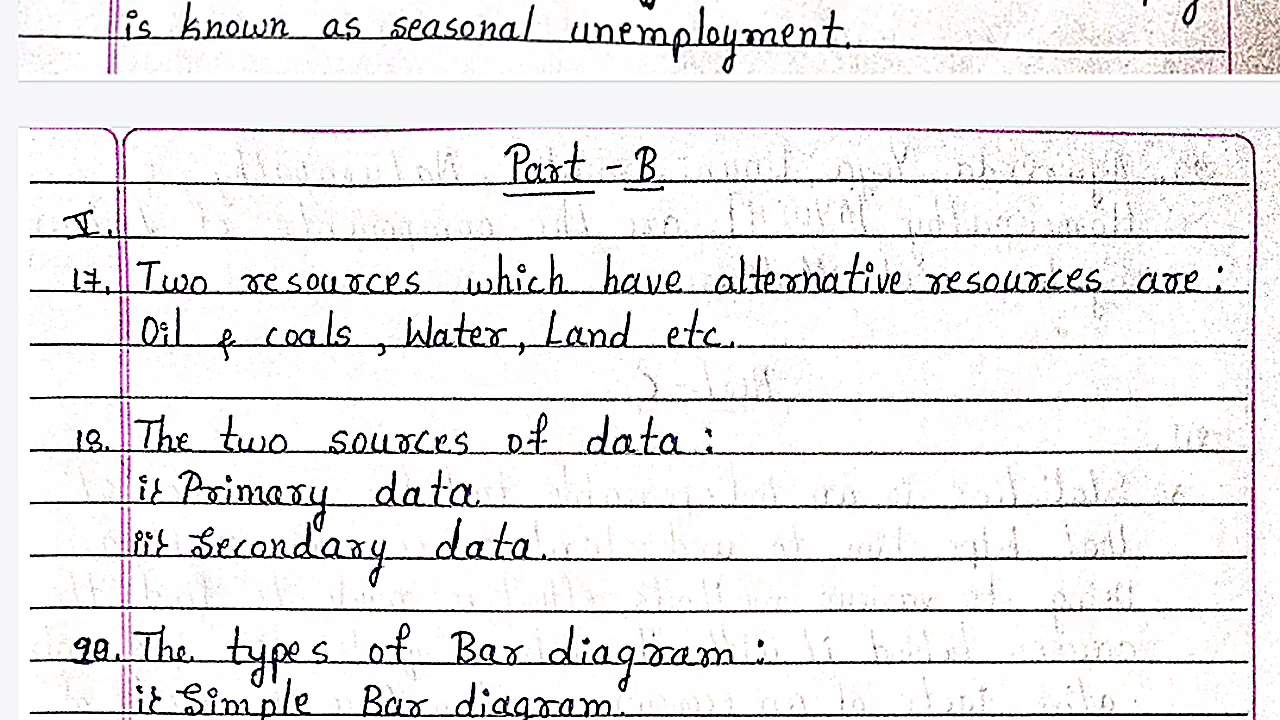 is known as seasonal unemployment.
Part - B
V.
17. Two resources which have alternative resources are:
Oil & coals, Water, Land etc.
18. The two sources of data:
i} Primary data
ii} Secondary data.
20. The types of Bar diagram:
i} Simple Bar diagram.